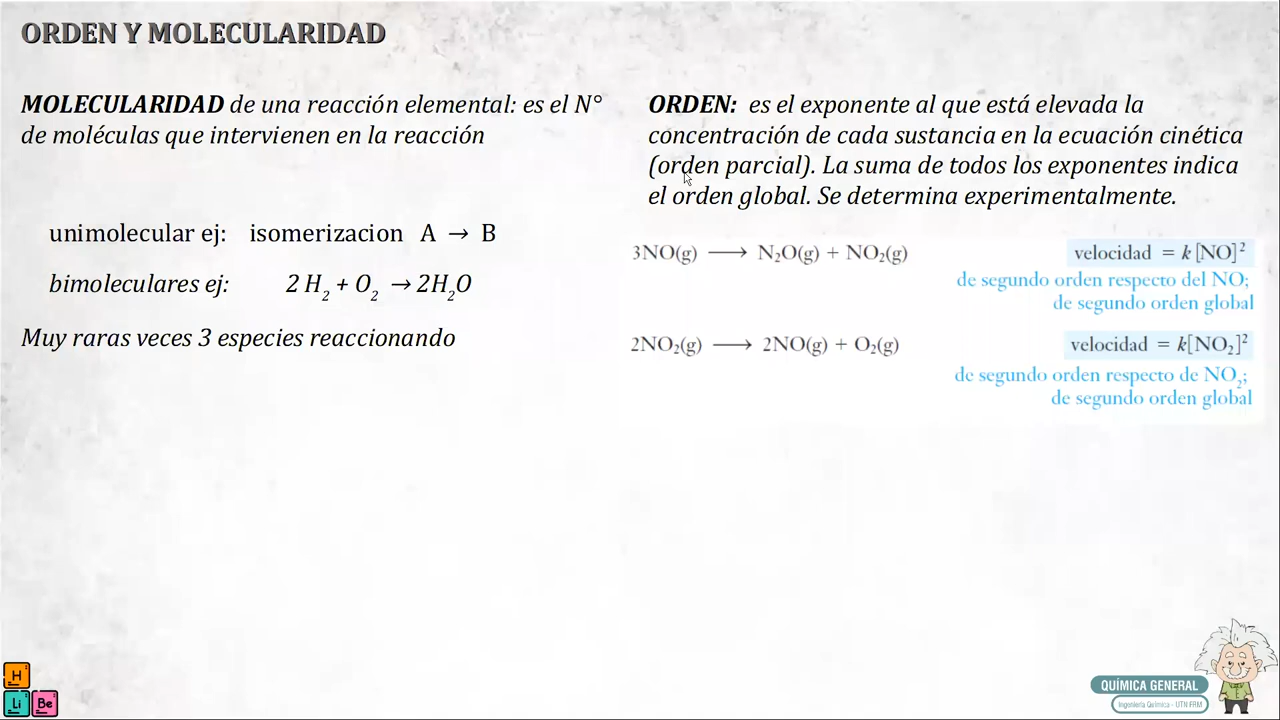 ORDEN Y MOLECULARIDAD
MOLECULARIDAD de una reacción elemental: es el N°
de moléculas que intervienen en la reacción
unimolecular ej: isomerizacion A → B
bimoleculares ej: 2 H₂ + O₂ → 2H₂O
Muy raras veces 3 especies reaccionando
ORDEN: es el exponente al que está elevada la
concentración de cada sustancia en la ecuación cinética
(orden parcial). La suma de todos los exponentes indica
el orden global. Se determina experimentalmente.
3NO(g) ⟶ N₂O(g) + NO₂(g) velocidad = k [NO]²
de segundo orden respecto del NO;
de segundo orden global
2NO₂(g) ⟶ 2NO(g) + O₂(g) velocidad = k[NO₂]²
de segundo orden respecto de NO₂;
de segundo orden global
H
Li Be
QUÍMICA GENERAL
Ingeniería Química - UTN FRM